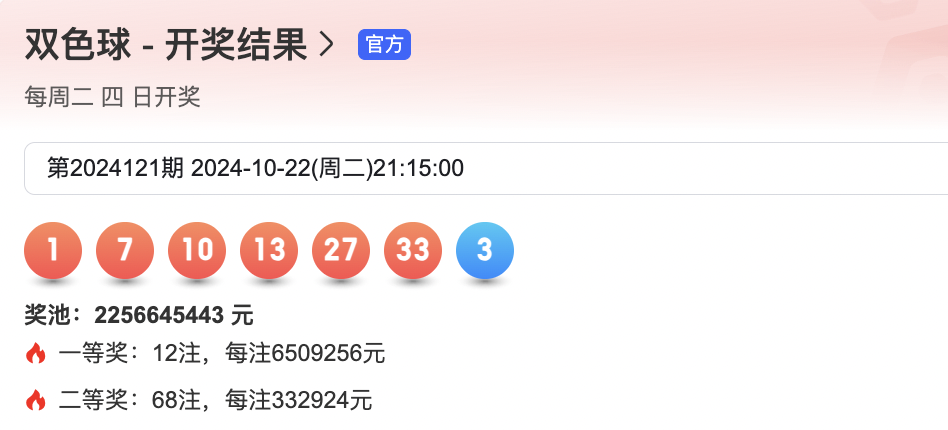 双色球 - 开奖结果 > 官方
每周二 四 日开奖
第2024121期 2024-10-22(周二)21:15:00
1 7 10 13 27 33 3
奖池：2256645443 元
一等奖：12注，每注6509256元
二等奖：68注，每注332924元